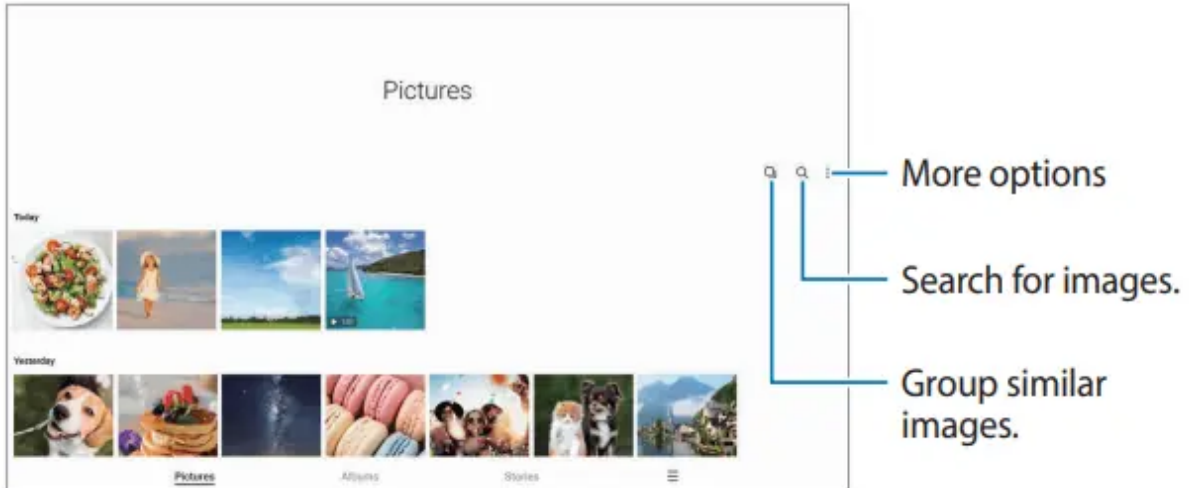 Pictures
More options
Today
Search for images.
Yesterday
Group similar
images.
Pictures Albums Stories